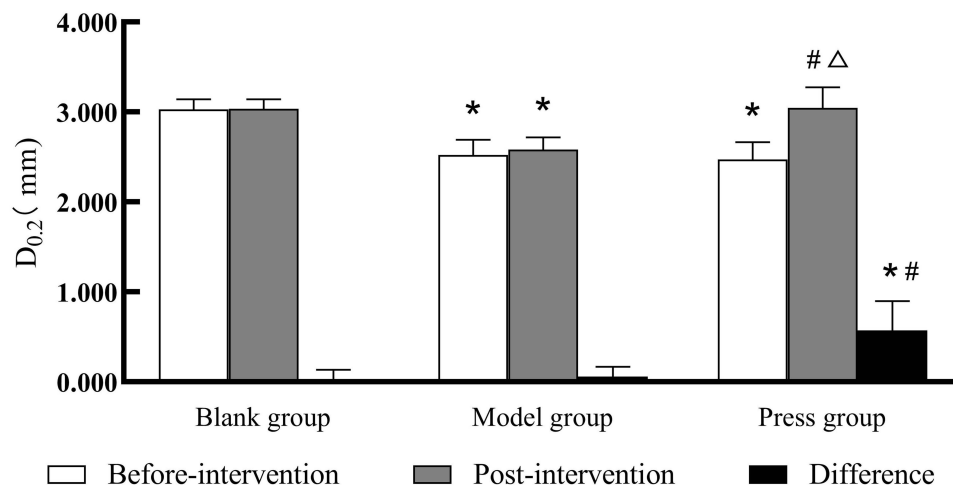 4.000
3.000
2.000
1.000
0.000
D0.2( mm)
* *
* # △
* #
Blank group Model group Press group
Before-intervention Post-intervention Difference